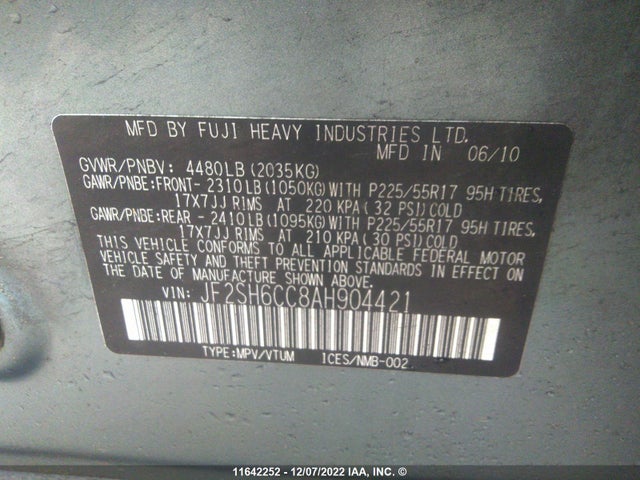 MFD BY FUJI HEAVY INDUSTRIES LTD.
MFD IN 06/10
GVWR/PNBV: 4480LB(2035KG)
GAWR/PNBE:FRONT- 2310LB(1050KG)WITH P225/55R17 95H TIRES,
17X7JJ RIMS AT 220 KPA(32 PSI)COLD
GAWR/PNBE:REAR - 2410LB(1095KG)WITH P225/55R17 95H TIRES,
17X7JJ RIMS AT 210 KPA(30 PSI)COLD
THIS VEHICLE CONFORMS TO ALL APPLICABLE FEDERAL MOTOR
VEHICLE SAFETY AND THEFT PREVENTION STANDARDS IN EFFECT ON
THE DATE OF MANUFACTURE SHOWN ABOVE.
VIN: JF2SH6CC8AH904421
TYPE:MPV/VTUM ICES/NMB-002
11642252 - 12/07/2022 IAA, INC. ©